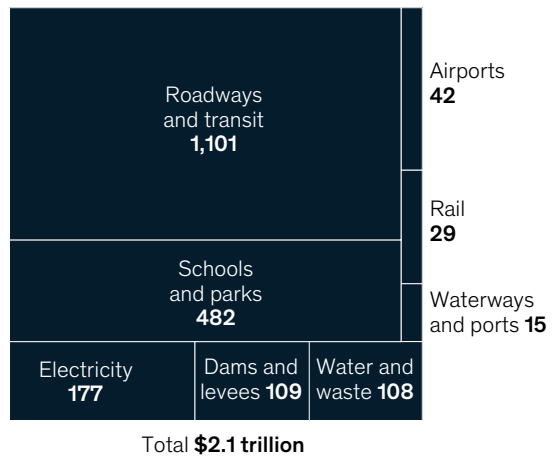 Roadways
and transit
1,101
Airports
42
Rail
29
Schools
and parks
482
Waterways
and ports 15
Electricity
177
Dams and
levees 109
Water and
waste 108
Total $2.1 trillion